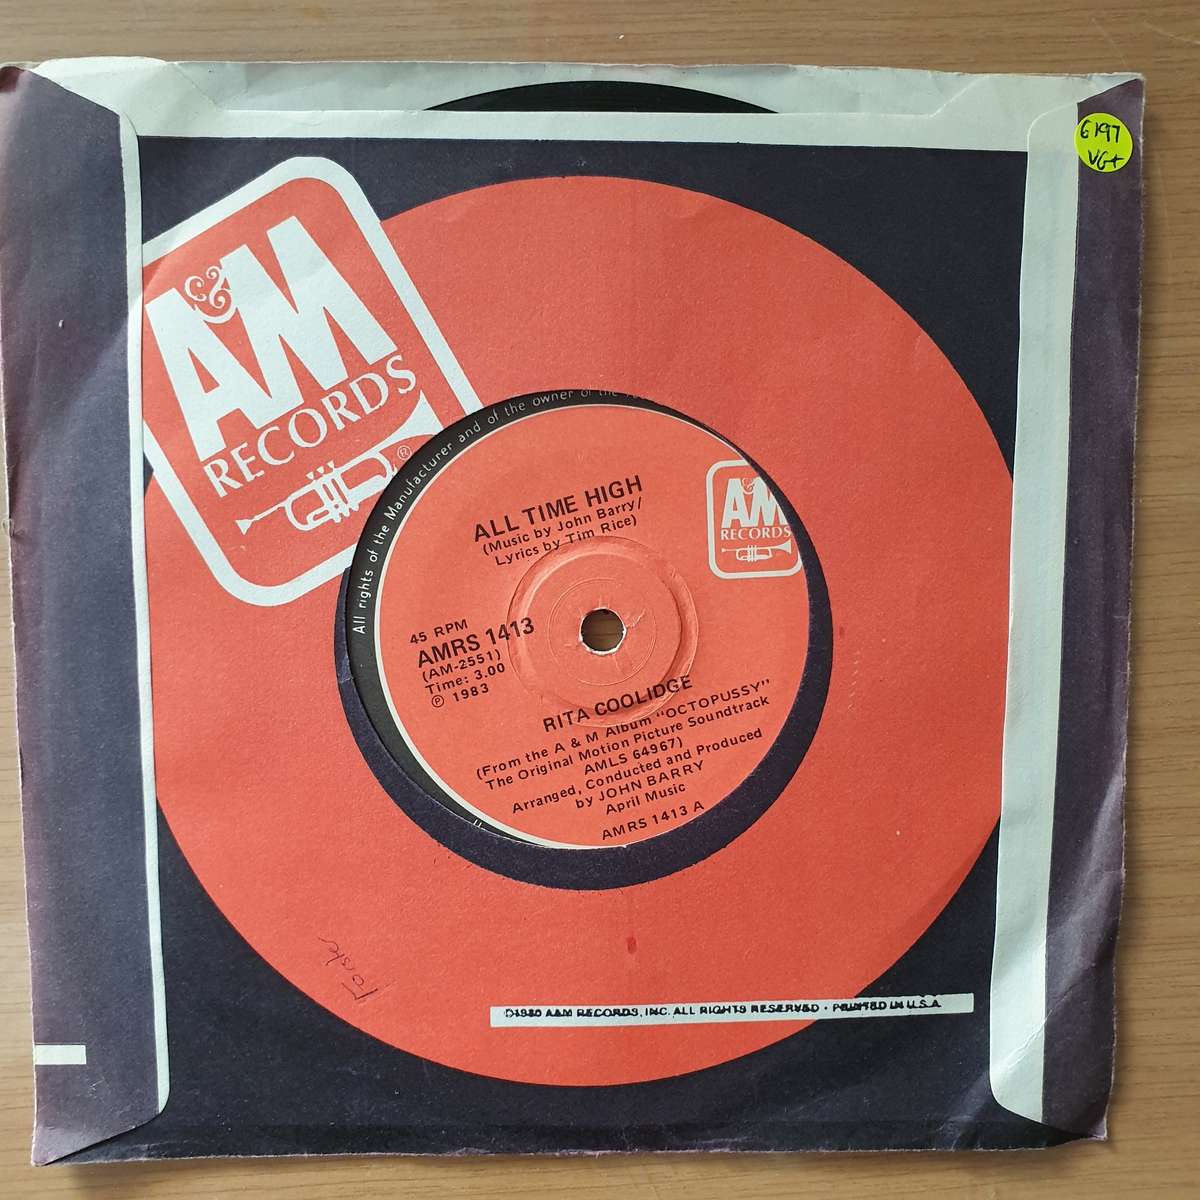 6197
VG+
A&M
RECORDS
®
All rights of the Manufacturer and of the owner of the
ALL TIME HIGH
(Music by John Barry/
Lyrics by Tim Rice)
A&M
RECORDS
45 RPM
AMRS 1413
(AM-2551)
Time: 3.00
℗ 1983
RITA COOLIDGE
(From the A & M Album "OCTOPUSSY"
The Original Motion Picture Soundtrack
AMLS 64967)
Arranged, Conducted and Produced
by JOHN BARRY
April Music
AMRS 1413 A
©1980 A&M RECORDS, INC. ALL RIGHTS RESERVED • PRINTED IN U.S.A.